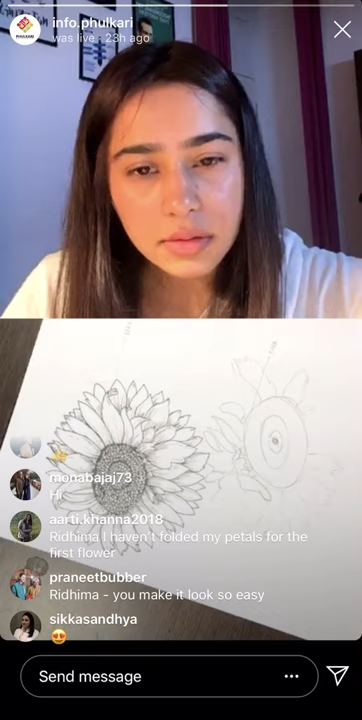 info.phulkari
was live · 23h ago
PHULKARI
monabajaj73
Hi
aarti.khanna2018
Ridhima I haven't folded my petals for the
first flower
praneetbubber
Ridhima - you make it look so easy
sikkasandhya
😍
Send message